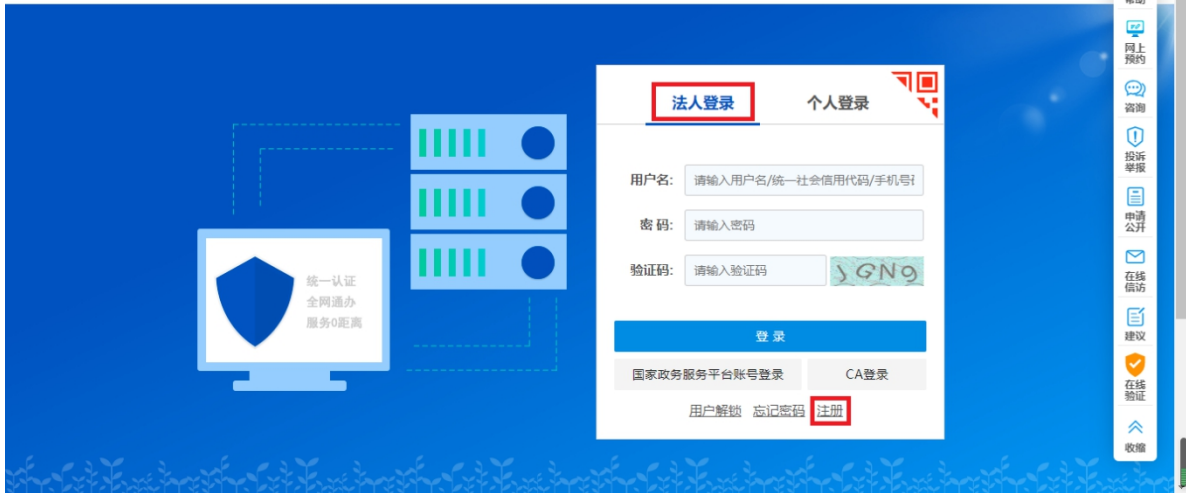 法人登录
个人登录
用户名:
请输入用户名/统一社会信用代码/手机号码
密 码:
请输入密码
验证码:
请输入验证码
登 录
国家政务服务平台账号登录
CA登录
用户解锁 忘记密码 注册
统一认证
全网通办
服务0距离
帮助
网上
预约
咨询
投诉
举报
申请
公开
在线
信访
建议
在线
验证
收缩